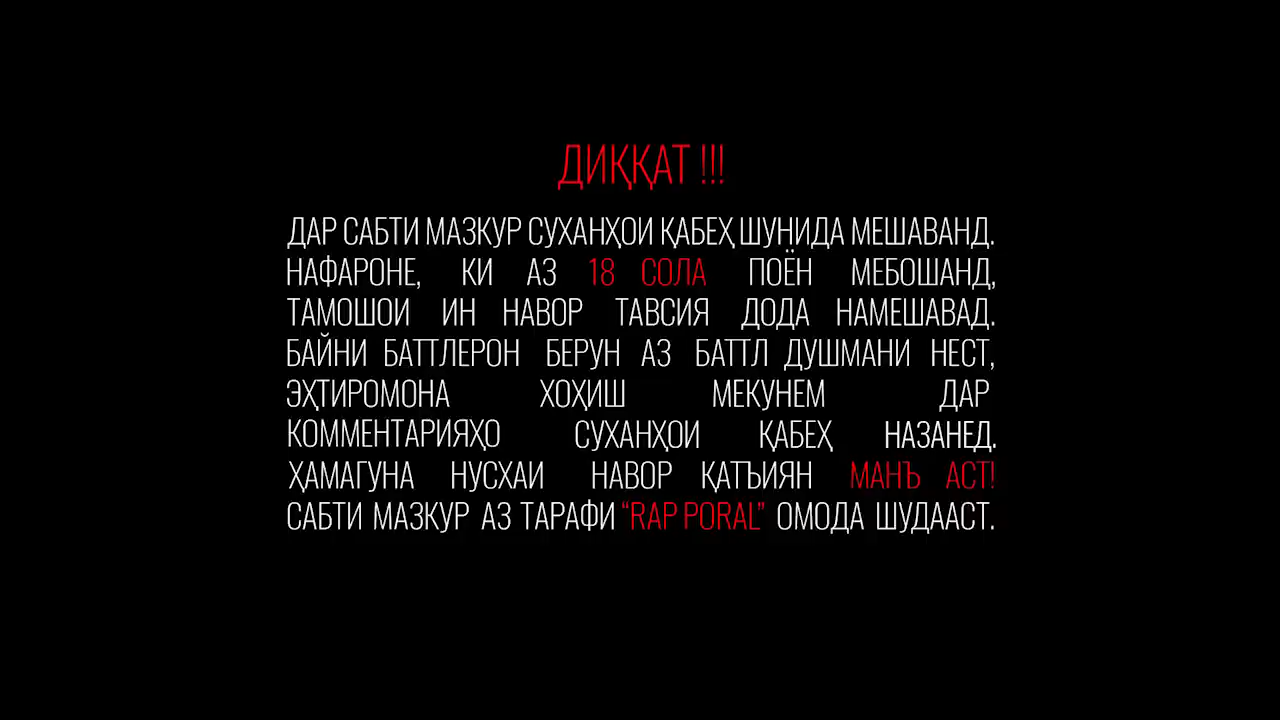 ДИҚҚАТ !!!
ДАР САБТИ МАЗКУР СУХАНҲОИ ҚАБЕҲ ШУНИДА МЕШАВАНД.
НАФАРОНЕ, КИ АЗ 18 СОЛА ПОЁН МЕБОШАНД,
ТАМОШОИ ИН НАВОР ТАВСИЯ ДОДА НАМЕШАВАД.
БАЙНИ БАТТЛЕРОН БЕРУН АЗ БАТТЛ ДУШМАНИ НЕСТ,
ЭҲТИРОМОНА ХОҲИШ МЕКУНЕМ ДАР
КОММЕНТАРИЯҲО СУХАНҲОИ ҚАБЕҲ НАЗАНЕД.
ҲАМАГУНА НУСХАИ НАВОР ҚАТЪИЯН МАНЪ АСТ!
САБТИ МАЗКУР АЗ ТАРАФИ “RAP PORAL” ОМОДА ШУДААСТ.